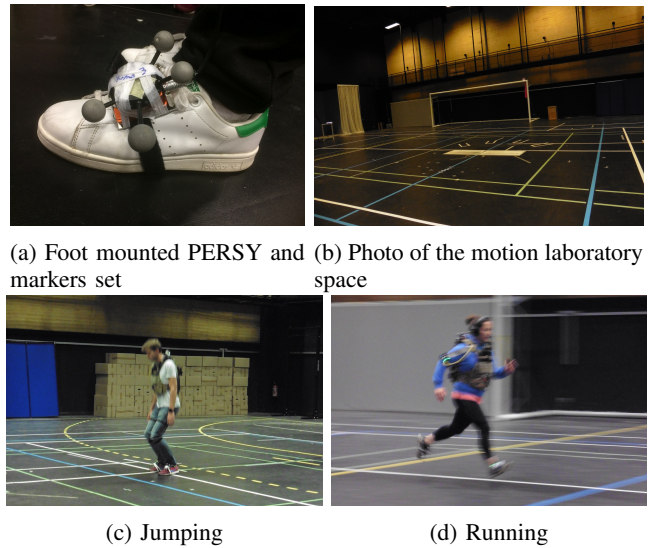 (a) Foot mounted PERSY and
markers set
(b) Photo of the motion laboratory
space
(c) Jumping
(d) Running